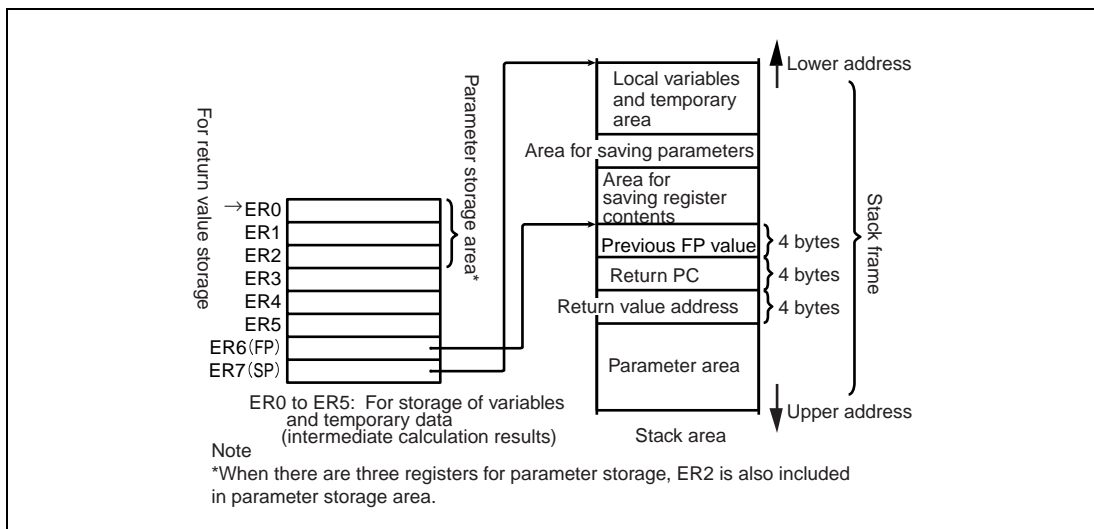 For return value storage
→ER0
ER1
ER2
ER3
ER4
ER5
ER6(FP)
ER7(SP)
Parameter storage area*
ER0 to ER5: For storage of variables
and temporary data
(intermediate calculation results)
Local variables
and temporary
area
Area for saving parameters
Area for
saving register
contents
Previous FP value
Return PC
Return value address
Parameter area
Stack area
Lower address
4 bytes
4 bytes
4 bytes
Stack frame
Upper address
Note
*When there are three registers for parameter storage, ER2 is also included
in parameter storage area.